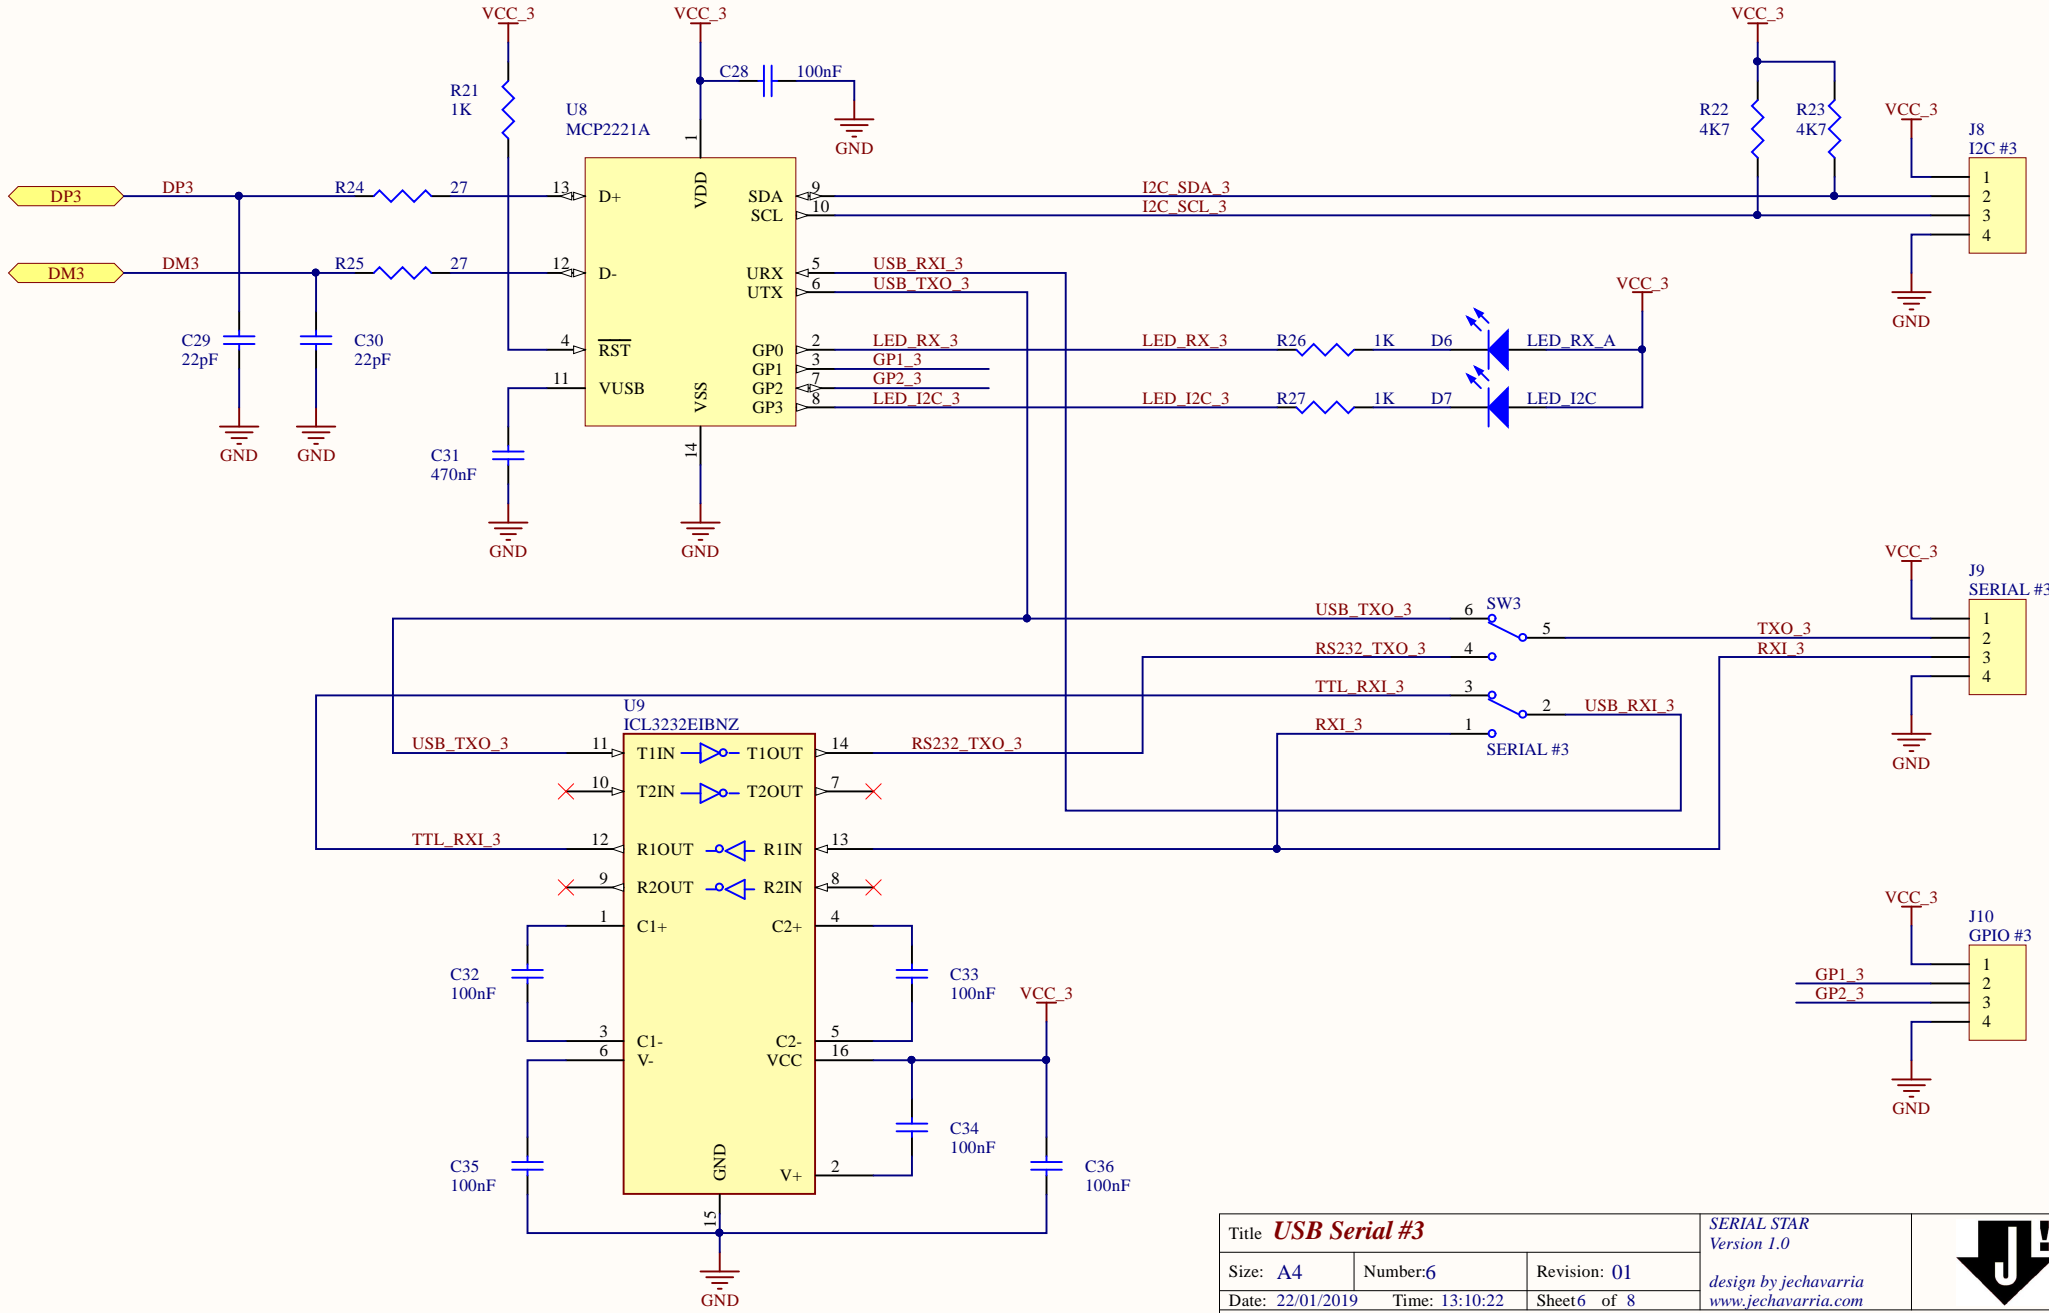 VCC_3
VCC_3
VCC_3
C28 100nF
R21
1K
U8
MCP2221A
GND
R22
4K7
R23
4K7
VCC_3
J8
I2C #3
1
2
3
4
GND
DP3
DP3
R24 27
13 D+
1 VDD
SDA 9
I2C_SDA_3
SCL 10
I2C_SCL_3
DM3
DM3
R25 27
12 D-
URX 5
USB_RXI_3
UTX 6
USB_TXO_3
VCC_3
C29
22pF
C30
22pF
4 RST
GP0 2
LED_RX_3
LED_RX_3
R26 1K
D6
LED_RX_A
GP1 3
GP1_3
11 VUSB
GP2 7
GP2_3
VSS
14
GP3 8
LED_I2C_3
LED_I2C_3
R27 1K
D7
LED_I2C
GND
GND
C31
470nF
GND
GND
VCC_3
J9
SERIAL #3
1
2
3
4
GND
USB_TXO_3 6
SW3
5
TXO_3
RS232_TXO_3 4
RXI_3
TTL_RXI_3 3
2 USB_RXI_3
RXI_3 1
SERIAL #3
U9
ICL3232EIBNZ
USB_TXO_3 11 T1IN T1OUT 14 RS232_TXO_3
10 T2IN T2OUT 7
TTL_RXI_3 12 R1OUT R1IN 13
9 R2OUT R2IN 8
1 C1+ C2+ 4
C32
100nF
C33
100nF
VCC_3
3 C1- C2- 5
6 V- VCC 16
C34
100nF
C35
100nF
GND
15
V+ 2
C36
100nF
GND
VCC_3
J10
GPIO #3
1
GP1_3 2
GP2_3 3
4
GND
Title USB Serial #3
SERIAL STAR
Version 1.0
Size: A4 Number:6 Revision: 01
design by jechavarria
Date: 22/01/2019 Time: 13:10:22 Sheet6 of 8
www.jechavarria.com
J!